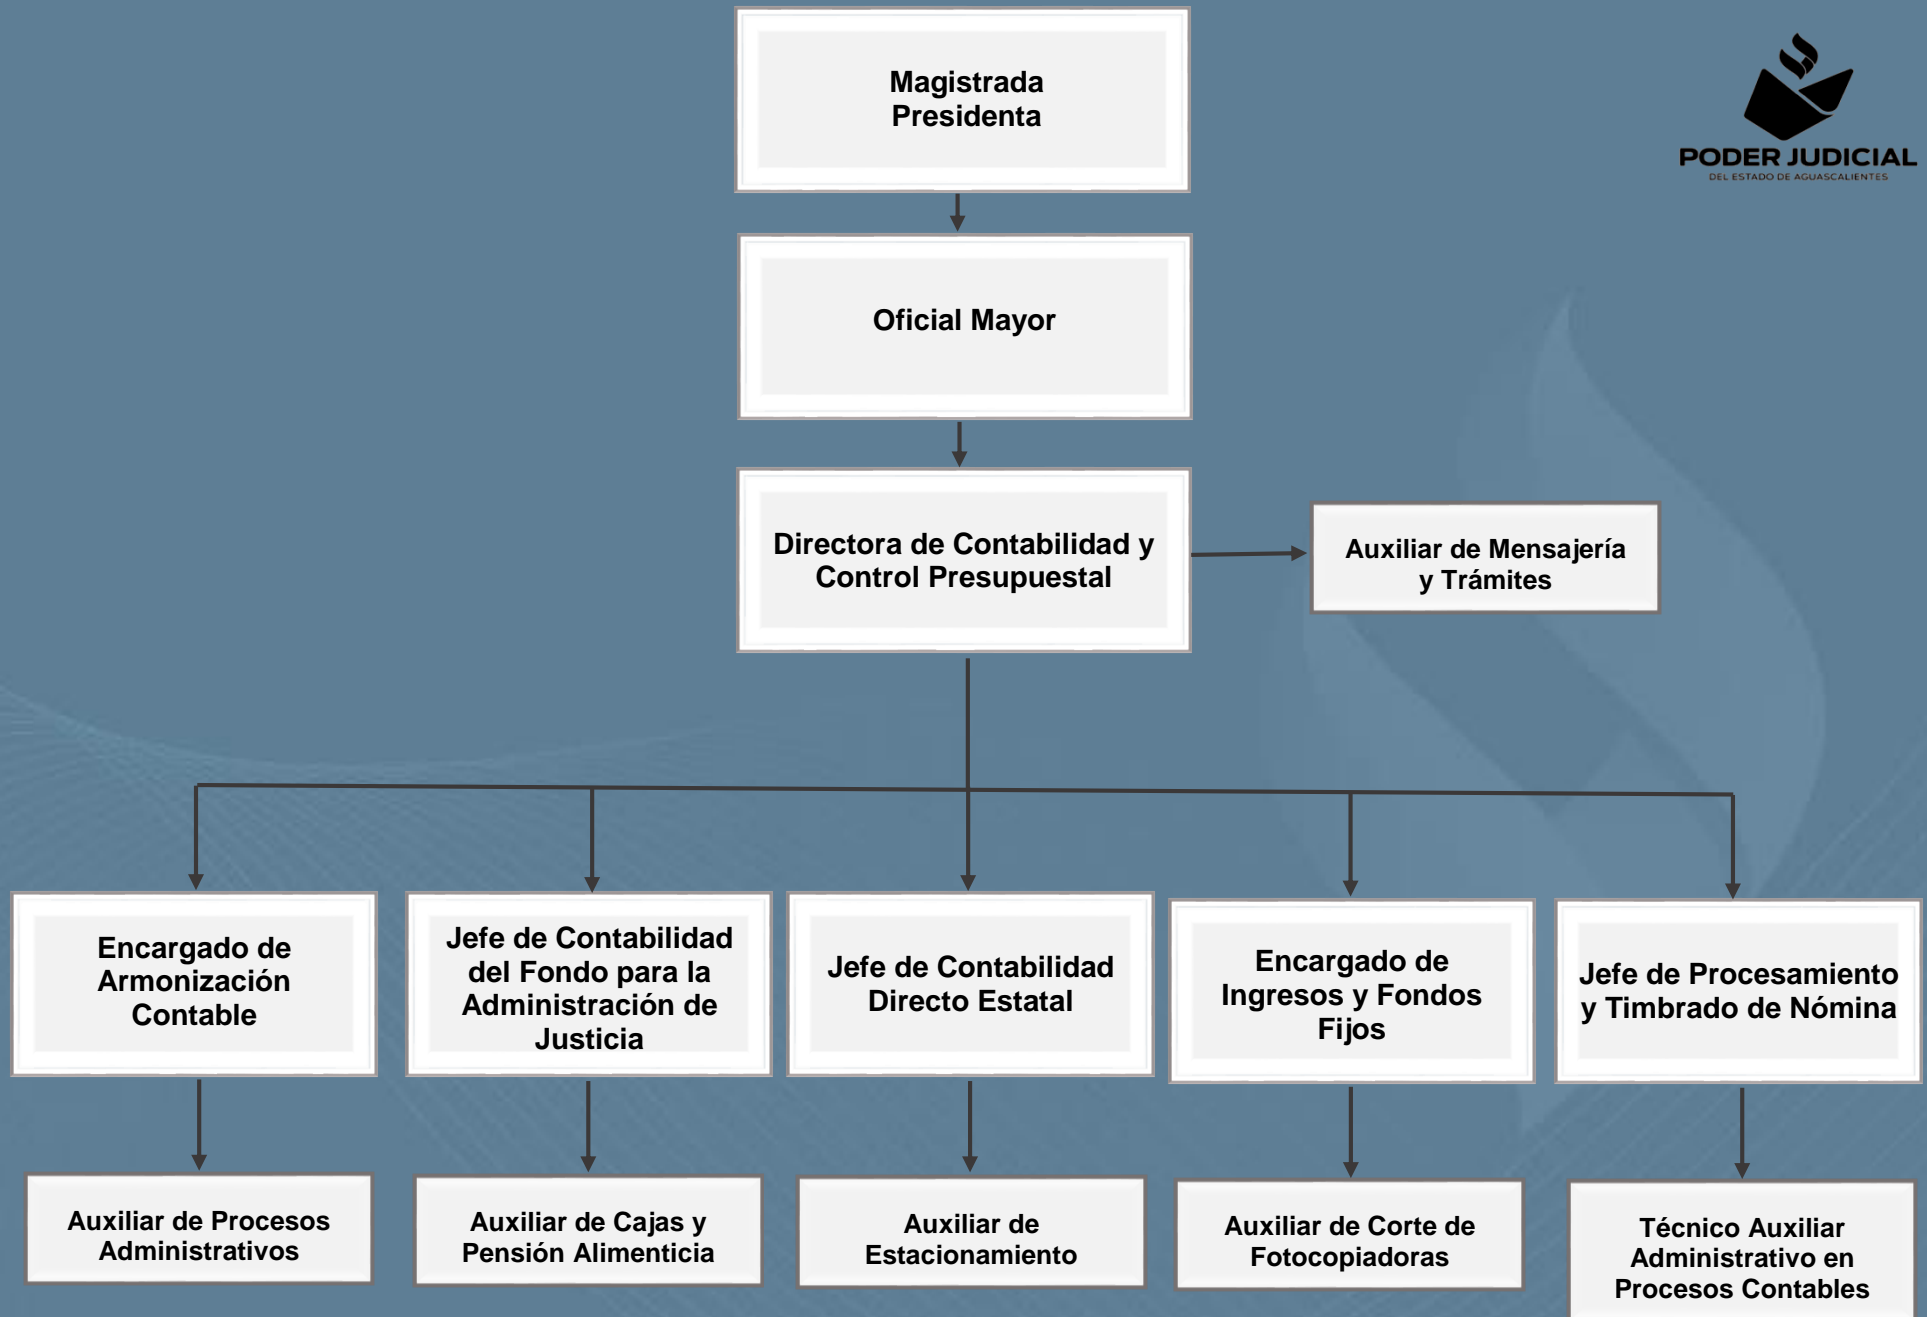 Magistrada
Presidenta
PODER JUDICIAL
DEL ESTADO DE AGUASCALIENTES
Oficial Mayor
Directora de Contabilidad y
Control Presupuestal
Auxiliar de Mensajería
y Trámites
Encargado de
Armonización
Contable
Jefe de Contabilidad
del Fondo para la
Administración de
Justicia
Jefe de Contabilidad
Directo Estatal
Encargado de
Ingresos y Fondos
Fijos
Jefe de Procesamiento
y Timbrado de Nómina
Auxiliar de Procesos
Administrativos
Auxiliar de Cajas y
Pensión Alimenticia
Auxiliar de
Estacionamiento
Auxiliar de Corte de
Fotocopiadoras
Técnico Auxiliar
Administrativo en
Procesos Contables